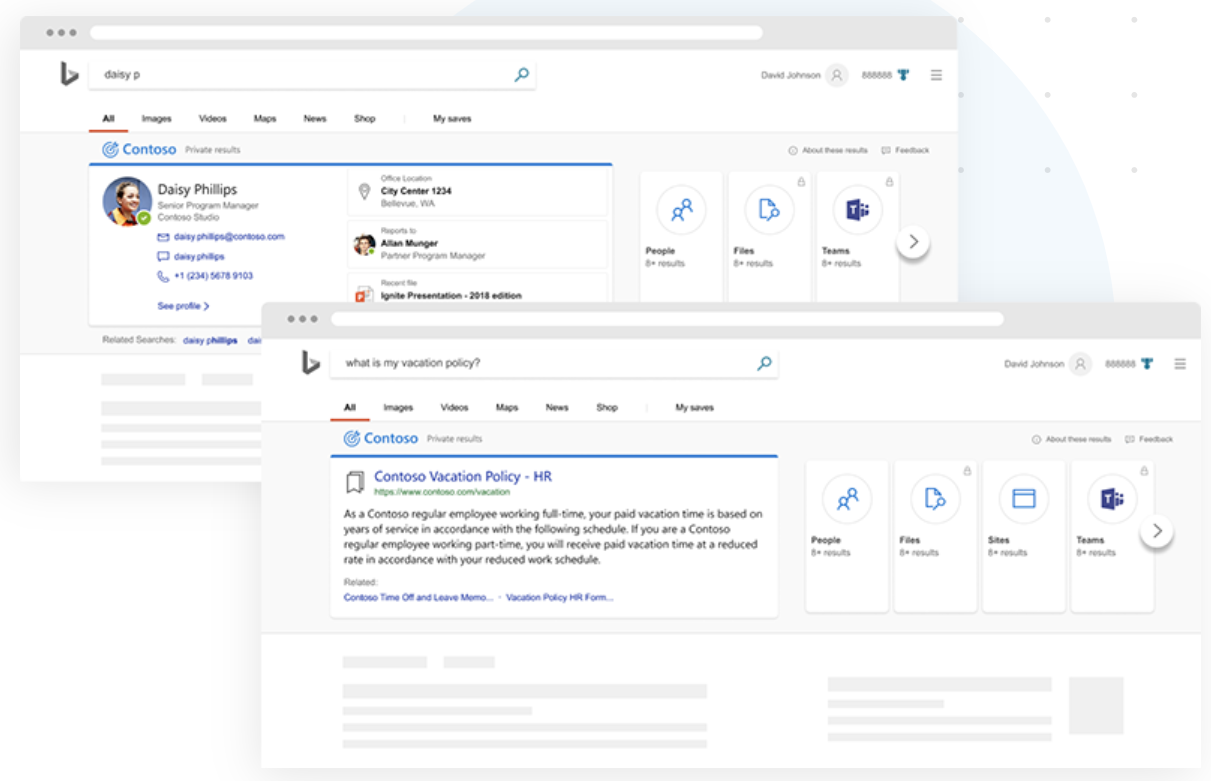 daisy p
David Johnson 888888
All Images Videos Maps News Shop My saves
Contoso Private results
About these results Feedback
Daisy Phillips
Senior Program Manager
Contoso Studio
daisy.phillips@contoso.com
daisy.phillips
+1 (234) 5678 9103
See profile >
Office Location
City Center 1234
Bellevue, WA
Reports to
Allan Munger
Partner Program Manager
Recent file
Ignite Presentation - 2018 edition
People
8+ results
Files
8+ results
Teams
8+ results
Related Searches: daisy phillips dai
what is my vacation policy?
David Johnson 888888
All Images Videos Maps News Shop My saves
Contoso Private results
About these results Feedback
Contoso Vacation Policy - HR
https://www.contoso.com/vacation
As a Contoso regular employee working full-time, your paid vacation time is based on
years of service in accordance with the following schedule. If you are a Contoso
regular employee working part-time, you will receive paid vacation time at a reduced
rate in accordance with your reduced work schedule.
Related:
Contoso Time Off and Leave Memo... · Vacation Policy HR Form...
People
8+ results
Files
8+ results
Sites
8+ results
Teams
8+ results